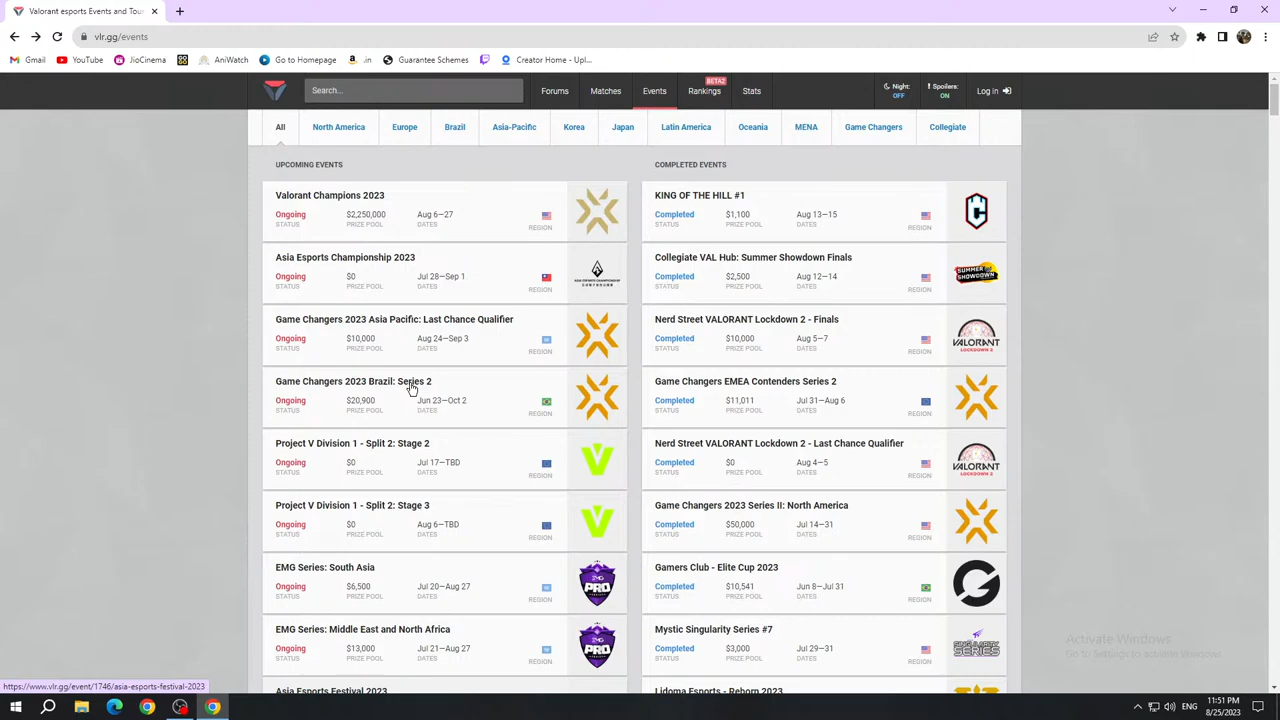 Valorant esports Events and Tour
vlr.gg/events
Gmail YouTube JioCinema AniWatch Go to Homepage .in Guarantee Schemes Creator Home - Upl...
Search... Forums Matches Events Rankings BETA2 Stats Night: OFF Spoilers: ON Log in
All North America Europe Brazil Asia-Pacific Korea Japan Latin America Oceania MENA Game Changers Collegiate
UPCOMING EVENTS
Valorant Champions 2023
Ongoing $2,250,000 Aug 6—27
STATUS PRIZE POOL DATES REGION
Asia Esports Championship 2023
Ongoing $0 Jul 28—Sep 1
STATUS PRIZE POOL DATES REGION
Game Changers 2023 Asia Pacific: Last Chance Qualifier
Ongoing $10,000 Aug 24—Sep 3
STATUS PRIZE POOL DATES REGION
Game Changers 2023 Brazil: Series 2
Ongoing $20,900 Jun 23—Oct 2
STATUS PRIZE POOL DATES REGION
Project V Division 1 - Split 2: Stage 2
Ongoing $0 Jul 17—TBD
STATUS PRIZE POOL DATES REGION
Project V Division 1 - Split 2: Stage 3
Ongoing $0 Aug 6—TBD
STATUS PRIZE POOL DATES REGION
EMG Series: South Asia
Ongoing $6,500 Jul 20—Aug 27
STATUS PRIZE POOL DATES REGION
EMG Series: Middle East and North Africa
Ongoing $13,000 Jul 21—Aug 27
STATUS PRIZE POOL DATES REGION
Asia Esports Festival 2023
COMPLETED EVENTS
KING OF THE HILL #1
Completed $1,100 Aug 13—15
STATUS PRIZE POOL DATES REGION
Collegiate VAL Hub: Summer Showdown Finals
Completed $2,500 Aug 12—14
STATUS PRIZE POOL DATES REGION
Nerd Street VALORANT Lockdown 2 - Finals
Completed $10,000 Aug 5—7
STATUS PRIZE POOL DATES REGION
Game Changers EMEA Contenders Series 2
Completed $11,011 Jul 31—Aug 6
STATUS PRIZE POOL DATES REGION
Nerd Street VALORANT Lockdown 2 - Last Chance Qualifier
Completed $0 Aug 4—5
STATUS PRIZE POOL DATES REGION
Game Changers 2023 Series II: North America
Completed $50,000 Jul 14—31
STATUS PRIZE POOL DATES REGION
Gamers Club - Elite Cup 2023
Completed $10,541 Jun 8—Jul 31
STATUS PRIZE POOL DATES REGION
Mystic Singularity Series #7
Completed $3,000 Jul 29—31
STATUS PRIZE POOL DATES REGION
Lidoma Esports - Reborn 2023
Activate Windows
Go to Settings to activate Windows.
https://www.vlr.gg/event/1746/asia-esports-festival-2023
ENG
11:51 PM
8/25/2023